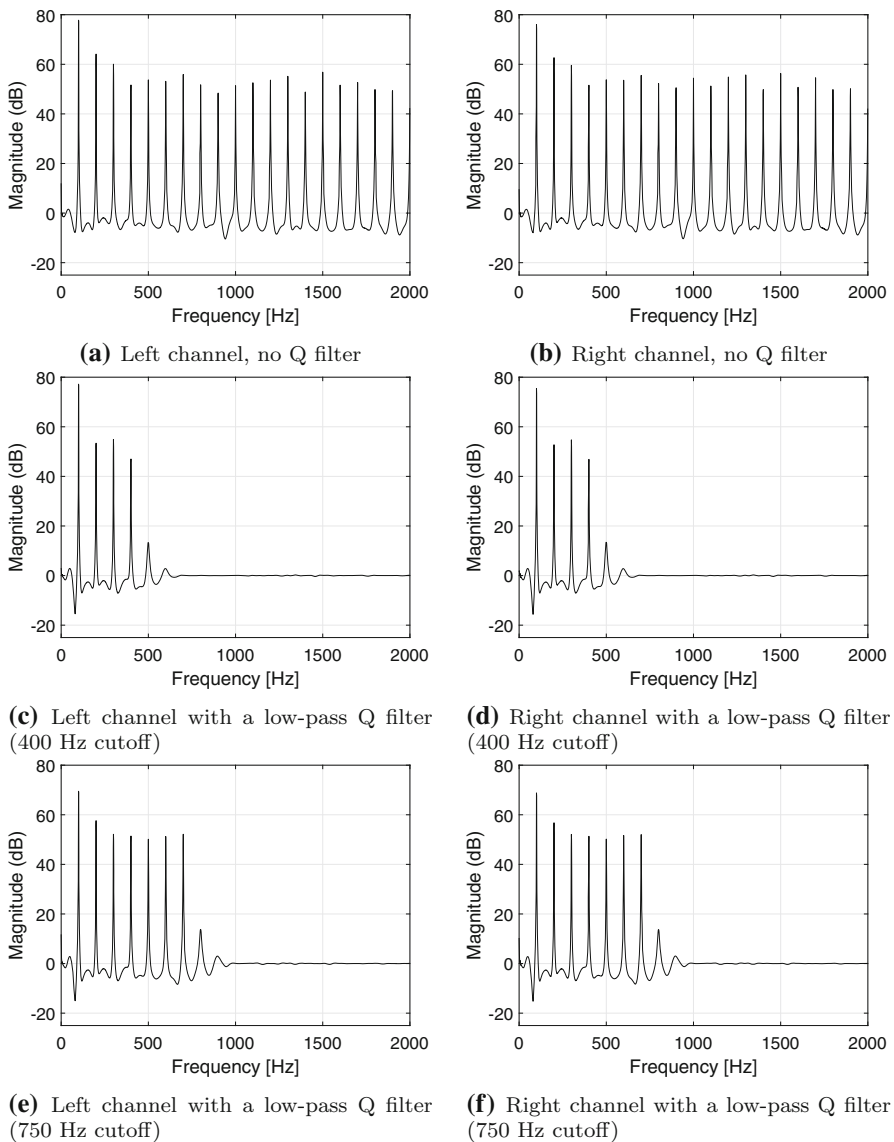 80
60
40
20
0
-20
Magnitude (dB)
0 500 1000 1500 2000
Frequency [Hz]
(a) Left channel, no Q filter
80
60
40
20
0
-20
Magnitude (dB)
0 500 1000 1500 2000
Frequency [Hz]
(b) Right channel, no Q filter
80
60
40
20
0
-20
Magnitude (dB)
0 500 1000 1500 2000
Frequency [Hz]
(c) Left channel with a low-pass Q filter
(400 Hz cutoff)
80
60
40
20
0
-20
Magnitude (dB)
0 500 1000 1500 2000
Frequency [Hz]
(d) Right channel with a low-pass Q filter
(400 Hz cutoff)
80
60
40
20
0
-20
Magnitude (dB)
0 500 1000 1500 2000
Frequency [Hz]
(e) Left channel with a low-pass Q filter
(750 Hz cutoff)
80
60
40
20
0
-20
Magnitude (dB)
0 500 1000 1500 2000
Frequency [Hz]
(f) Right channel with a low-pass Q filter
(750 Hz cutoff)